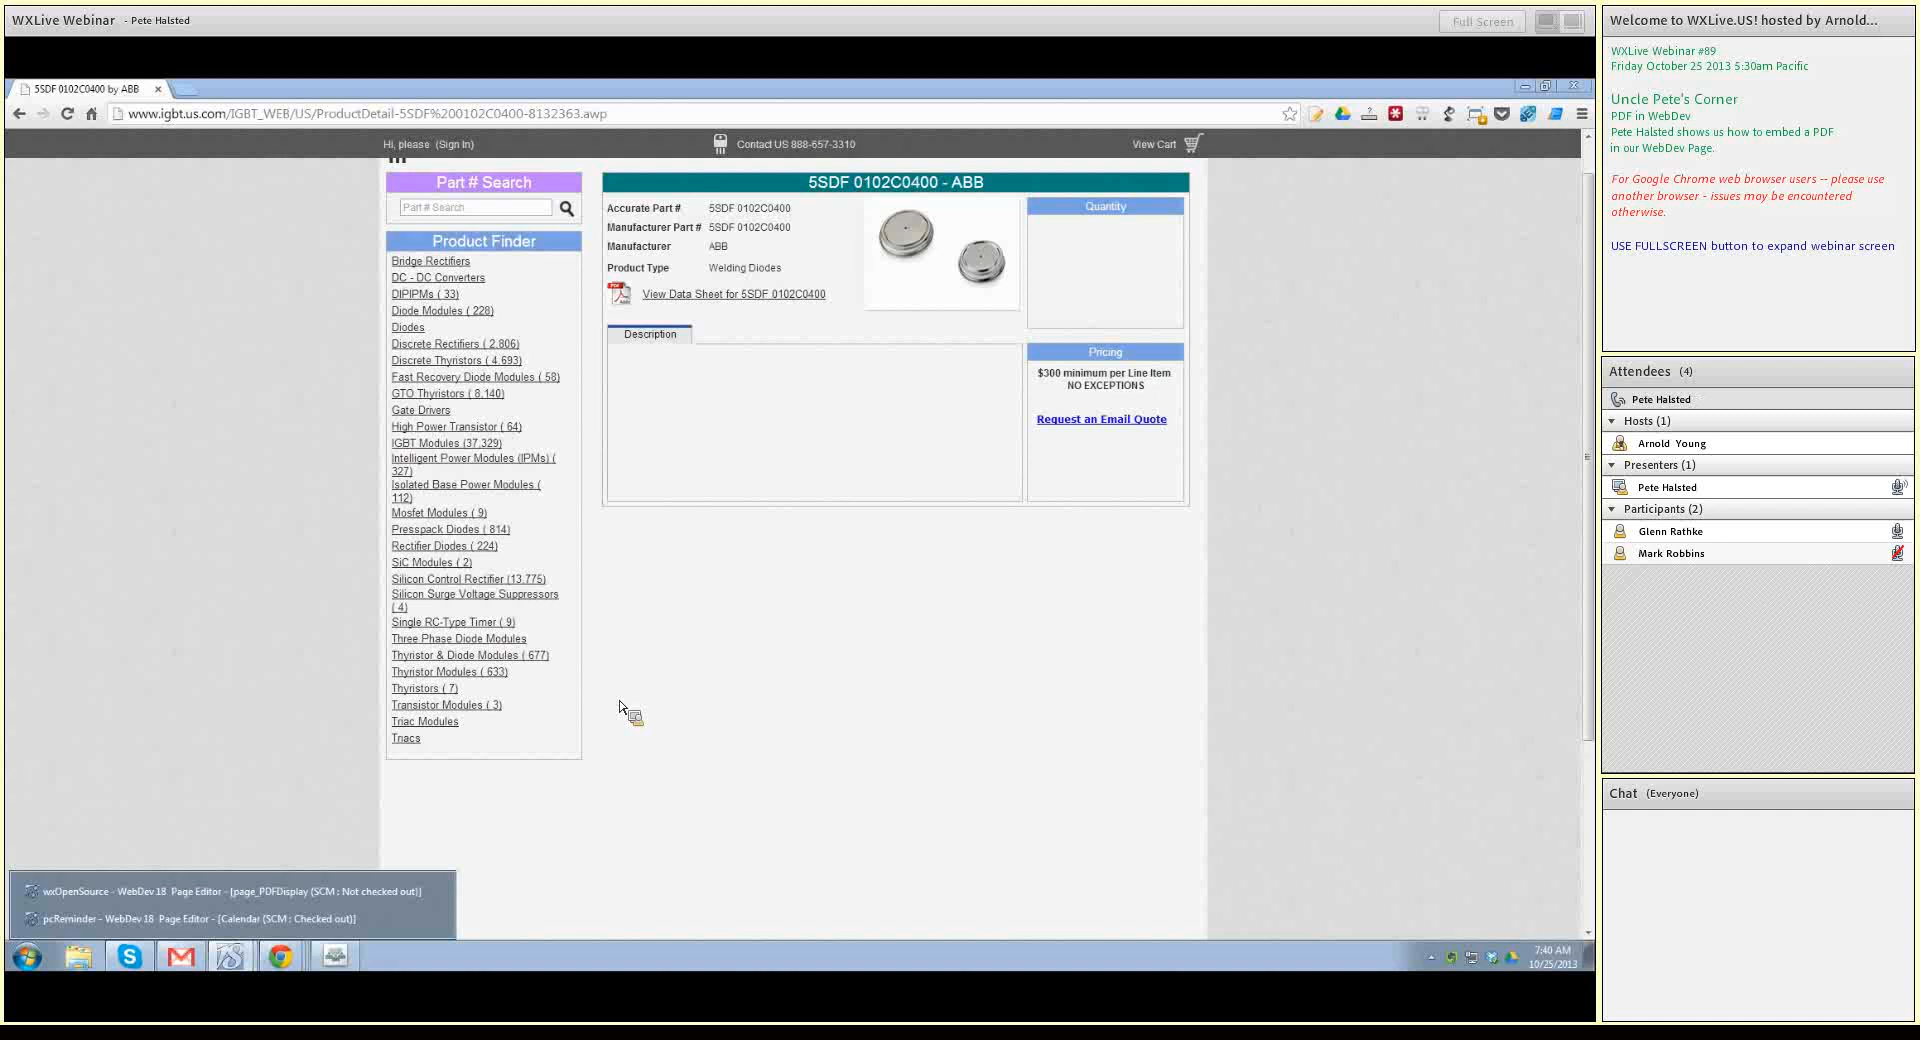 WXLive Webinar - Pete Halsted
Full Screen
5SDF 0102C0400 by ABB
www.igbt.us.com/IGBT_WEB/US/ProductDetail-5SDF%200102C0400-8132363.awp
Hi, please (Sign In)
Contact US 888-657-3310
View Cart
Part # Search
Part # Search
Product Finder
Bridge Rectifiers
DC - DC Converters
DIPIPMs ( 33)
Diode Modules ( 228)
Diodes
Discrete Rectifiers ( 2,806)
Discrete Thyristors ( 4,693)
Fast Recovery Diode Modules ( 58)
GTO Thyristors ( 8,140)
Gate Drivers
High Power Transistor ( 64)
IGBT Modules (37,329)
Intelligent Power Modules (IPMs) (
327)
Isolated Base Power Modules (
112)
Mosfet Modules ( 9)
Presspack Diodes ( 814)
Rectifier Diodes ( 224)
SiC Modules ( 2)
Silicon Control Rectifier (13,775)
Silicon Surge Voltage Suppressors
( 4)
Single RC-Type Timer ( 9)
Three Phase Diode Modules
Thyristor & Diode Modules ( 677)
Thyristor Modules ( 633)
Thyristors ( 7)
Transistor Modules ( 3)
Triac Modules
Triacs
5SDF 0102C0400 - ABB
Accurate Part # 5SDF 0102C0400
Manufacturer Part # 5SDF 0102C0400
Manufacturer ABB
Product Type Welding Diodes
View Data Sheet for 5SDF 0102C0400
Description
Quantity
Pricing
$300 minimum per Line Item
NO EXCEPTIONS
Request an Email Quote
wxOpenSource - WebDev 18 Page Editor - [page_PDFDisplay (SCM : Not checked out)]
pcReminder - WebDev 18 Page Editor - [Calendar (SCM : Checked out)]
7:40 AM
10/25/2013
Welcome to WXLive.US! hosted by Arnold...
WXLive Webinar #89
Friday October 25 2013 5:30am Pacific
Uncle Pete's Corner
PDF in WebDev
Pete Halsted shows us how to embed a PDF
in our WebDev Page.
For Google Chrome web browser users -- please use
another browser - issues may be encountered
otherwise.
USE FULLSCREEN button to expand webinar screen
Attendees (4)
Pete Halsted
Hosts (1)
Arnold Young
Presenters (1)
Pete Halsted
Participants (2)
Glenn Rathke
Mark Robbins
Chat (Everyone)